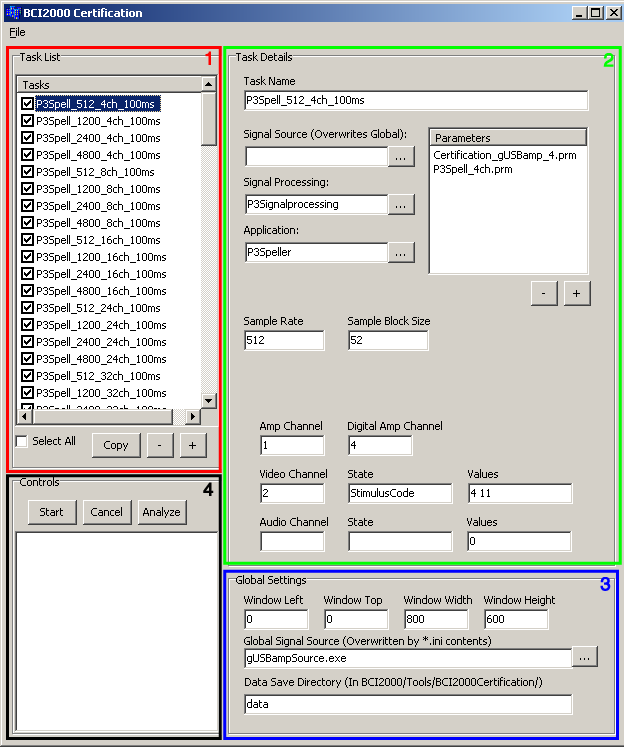 BCI2000 Certification
File
Task List
1
Tasks
P3Spell_512_4ch_100ms
P3Spell_1200_4ch_100ms
P3Spell_2400_4ch_100ms
P3Spell_4800_4ch_100ms
P3Spell_512_8ch_100ms
P3Spell_1200_8ch_100ms
P3Spell_2400_8ch_100ms
P3Spell_4800_8ch_100ms
P3Spell_512_16ch_100ms
P3Spell_1200_16ch_100ms
P3Spell_2400_16ch_100ms
P3Spell_4800_16ch_100ms
P3Spell_512_24ch_100ms
P3Spell_1200_24ch_100ms
P3Spell_2400_24ch_100ms
P3Spell_4800_24ch_100ms
P3Spell_512_32ch_100ms
P3Spell_1200_32ch_100ms
P3Spell_2400_32ch_100ms
Select All
Copy - +
Task Details
2
Task Name
P3Spell_512_4ch_100ms
Signal Source (Overwrites Global):
...
Signal Processing:
P3Signalprocessing ...
Application:
P3Speller ...
Parameters
Certification_gUSBamp_4.prm
P3Spell_4ch.prm
- +
Sample Rate Sample Block Size
512 52
Amp Channel Digital Amp Channel
1 4
Video Channel State Values
2 StimulusCode 4 11
Audio Channel State Values
0
Controls
4
Start Cancel Analyze
Global Settings
3
Window Left Window Top Window Width Window Height
0 0 800 600
Global Signal Source (Overwritten by *.ini contents)
gUSBampSource.exe ...
Data Save Directory (In BCI2000/Tools/BCI2000Certification/)
data